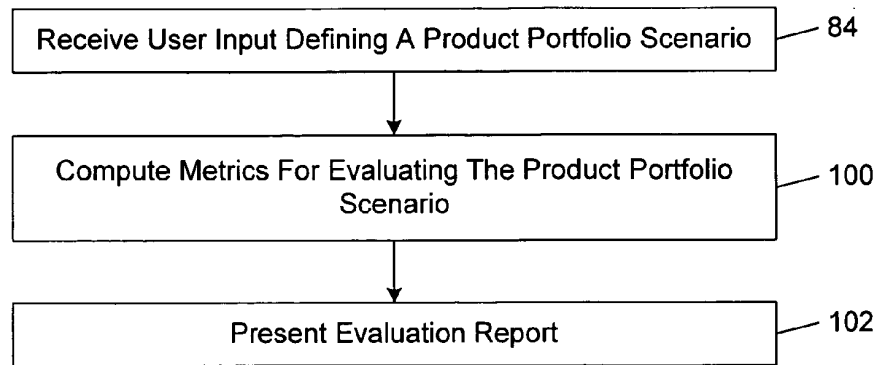 Receive User Input Defining A Product Portfolio Scenario
84
Compute Metrics For Evaluating The Product Portfolio
Scenario
100
Present Evaluation Report
102